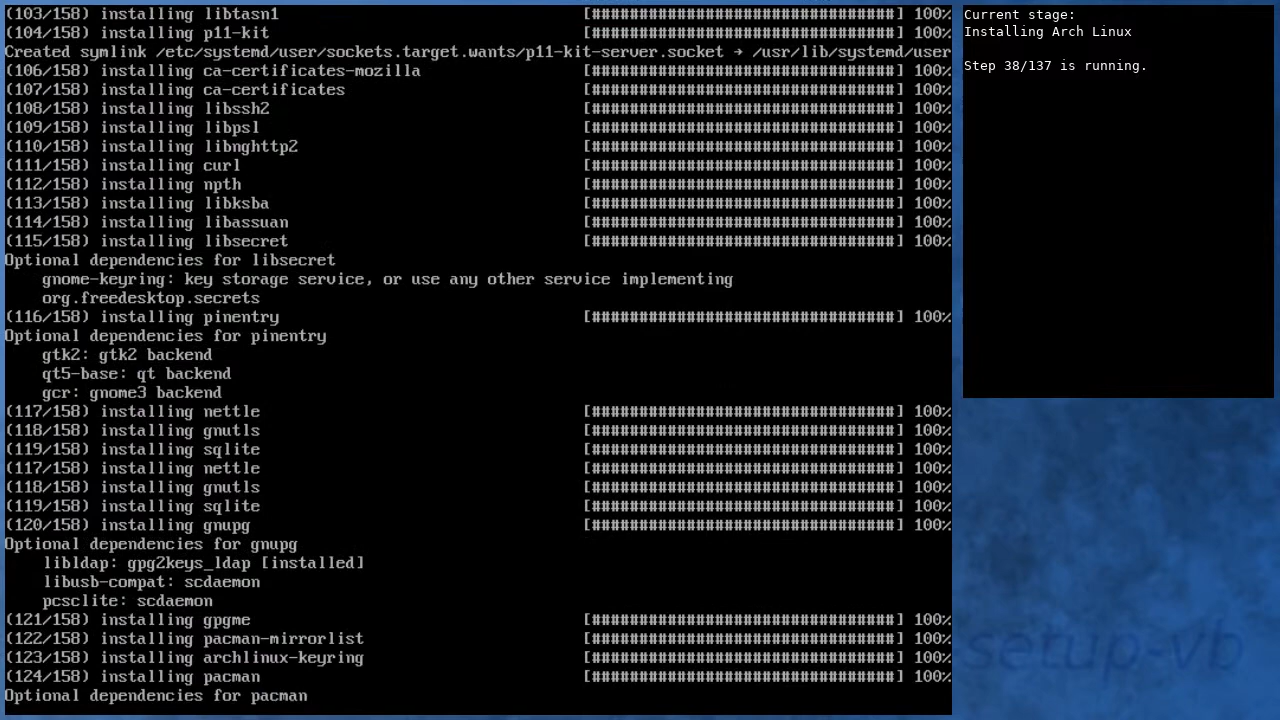 (103/158) installing libtasn1 [################################] 100%
(104/158) installing p11-kit [################################] 100%
Created symlink /etc/systemd/user/sockets.target.wants/p11-kit-server.socket → /usr/lib/systemd/user
(106/158) installing ca-certificates-mozilla [################################] 100%
(107/158) installing ca-certificates [################################] 100%
(108/158) installing libssh2 [################################] 100%
(109/158) installing libpsl [################################] 100%
(110/158) installing libnghttp2 [################################] 100%
(111/158) installing curl [################################] 100%
(112/158) installing npth [################################] 100%
(113/158) installing libksba [################################] 100%
(114/158) installing libassuan [################################] 100%
(115/158) installing libsecret [################################] 100%
Optional dependencies for libsecret
gnome-keyring: key storage service, or use any other service implementing
org.freedesktop.secrets
(116/158) installing pinentry [################################] 100%
Optional dependencies for pinentry
gtk2: gtk2 backend
qt5-base: qt backend
gcr: gnome3 backend
(117/158) installing nettle [################################] 100%
(118/158) installing gnutls [################################] 100%
(119/158) installing sqlite [################################] 100%
(117/158) installing nettle [################################] 100%
(118/158) installing gnutls [################################] 100%
(119/158) installing sqlite [################################] 100%
(120/158) installing gnupg [################################] 100%
Optional dependencies for gnupg
libldap: gpg2keys_ldap [installed]
libusb-compat: scdaemon
pcsclite: scdaemon
(121/158) installing gpgme [################################] 100%
(122/158) installing pacman-mirrorlist [################################] 100%
(123/158) installing archlinux-keyring [################################] 100%
(124/158) installing pacman [################################] 100%
Optional dependencies for pacman
Current stage:
Installing Arch Linux
Step 38/137 is running.
setup-vb